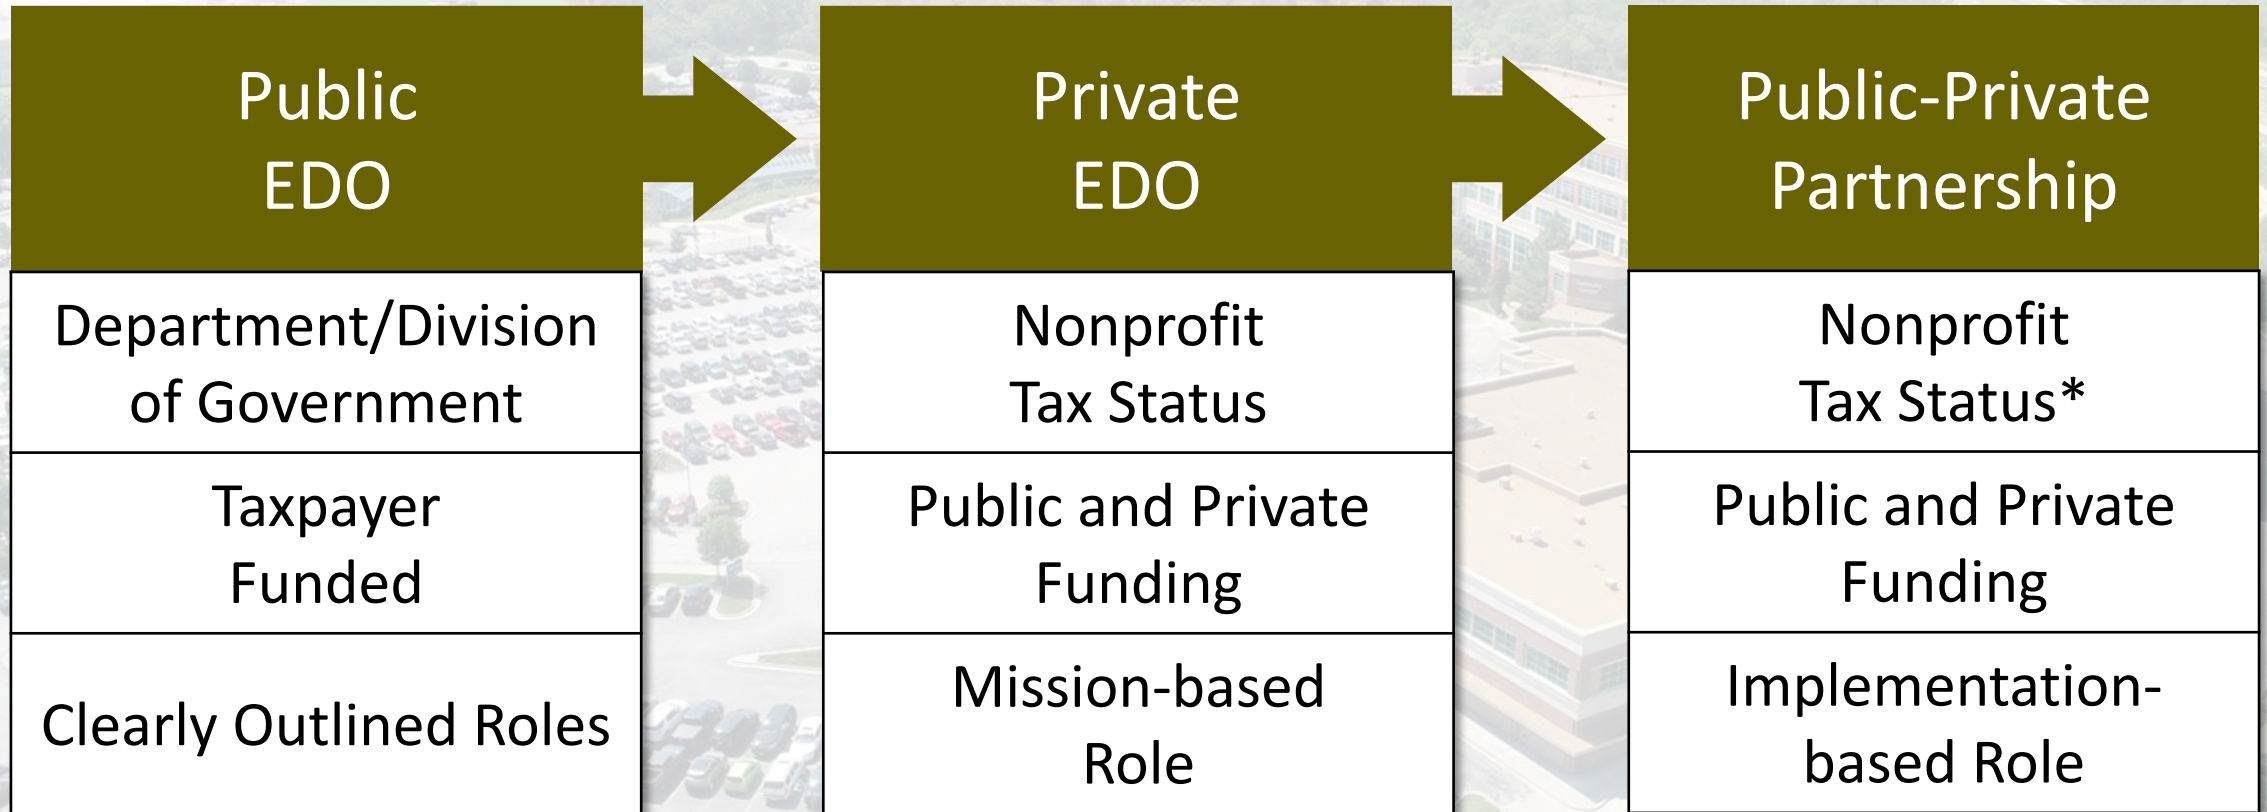 Public
EDO
Private
EDO
Public-Private
Partnership
Department/Division
of Government
Nonprofit
Tax Status
Nonprofit
Tax Status*
Taxpayer
Funded
Public and Private
Funding
Public and Private
Funding
Clearly Outlined Roles
Mission-based
Role
Implementation-
based Role